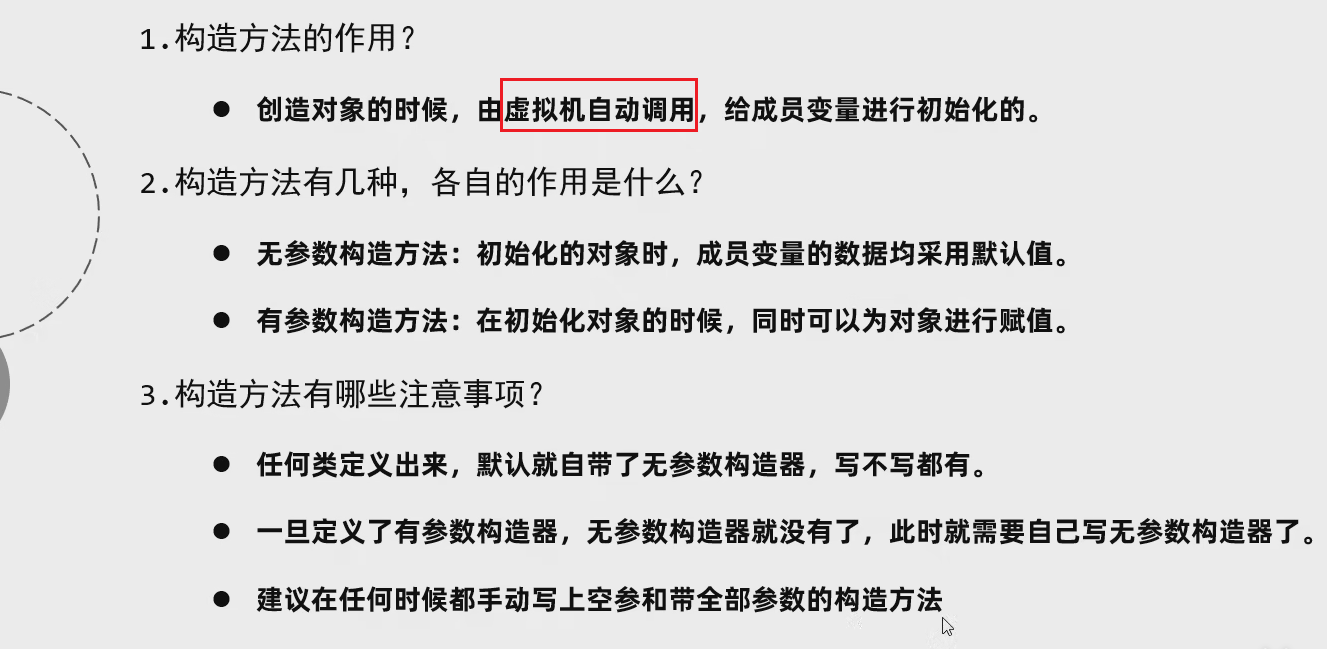 1.构造方法的作用？
● 创造对象的时候，由虚拟机自动调用，给成员变量进行初始化的。
2.构造方法有几种，各自的作用是什么？
● 无参数构造方法：初始化的对象时，成员变量的数据均采用默认值。
● 有参数构造方法：在初始化对象的时候，同时可以为对象进行赋值。
3.构造方法有哪些注意事项？
● 任何类定义出来，默认就自带了无参数构造器，写不写都有。
● 一旦定义了有参数构造器，无参数构造器就没有了，此时就需要自己写无参数构造器了。
● 建议在任何时候都手动写上空参和带全部参数的构造方法